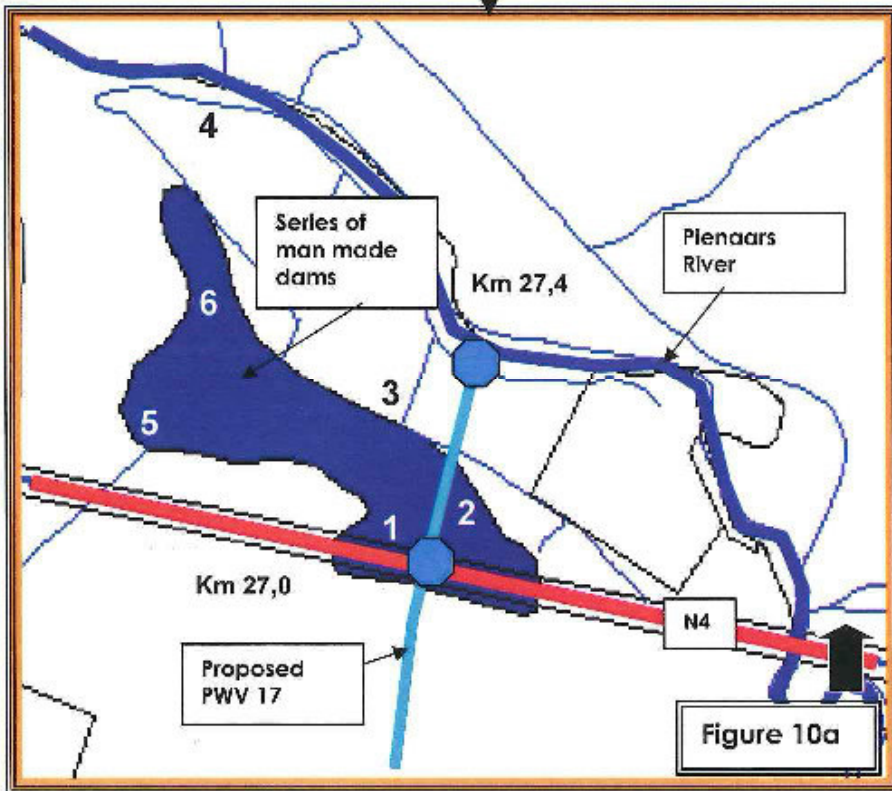 4
Series of
man made
dams
Pienaars
River
Km 27,4
6
3
5
1
2
Km 27,0
N4
Proposed
PWV 17
Figure 10a